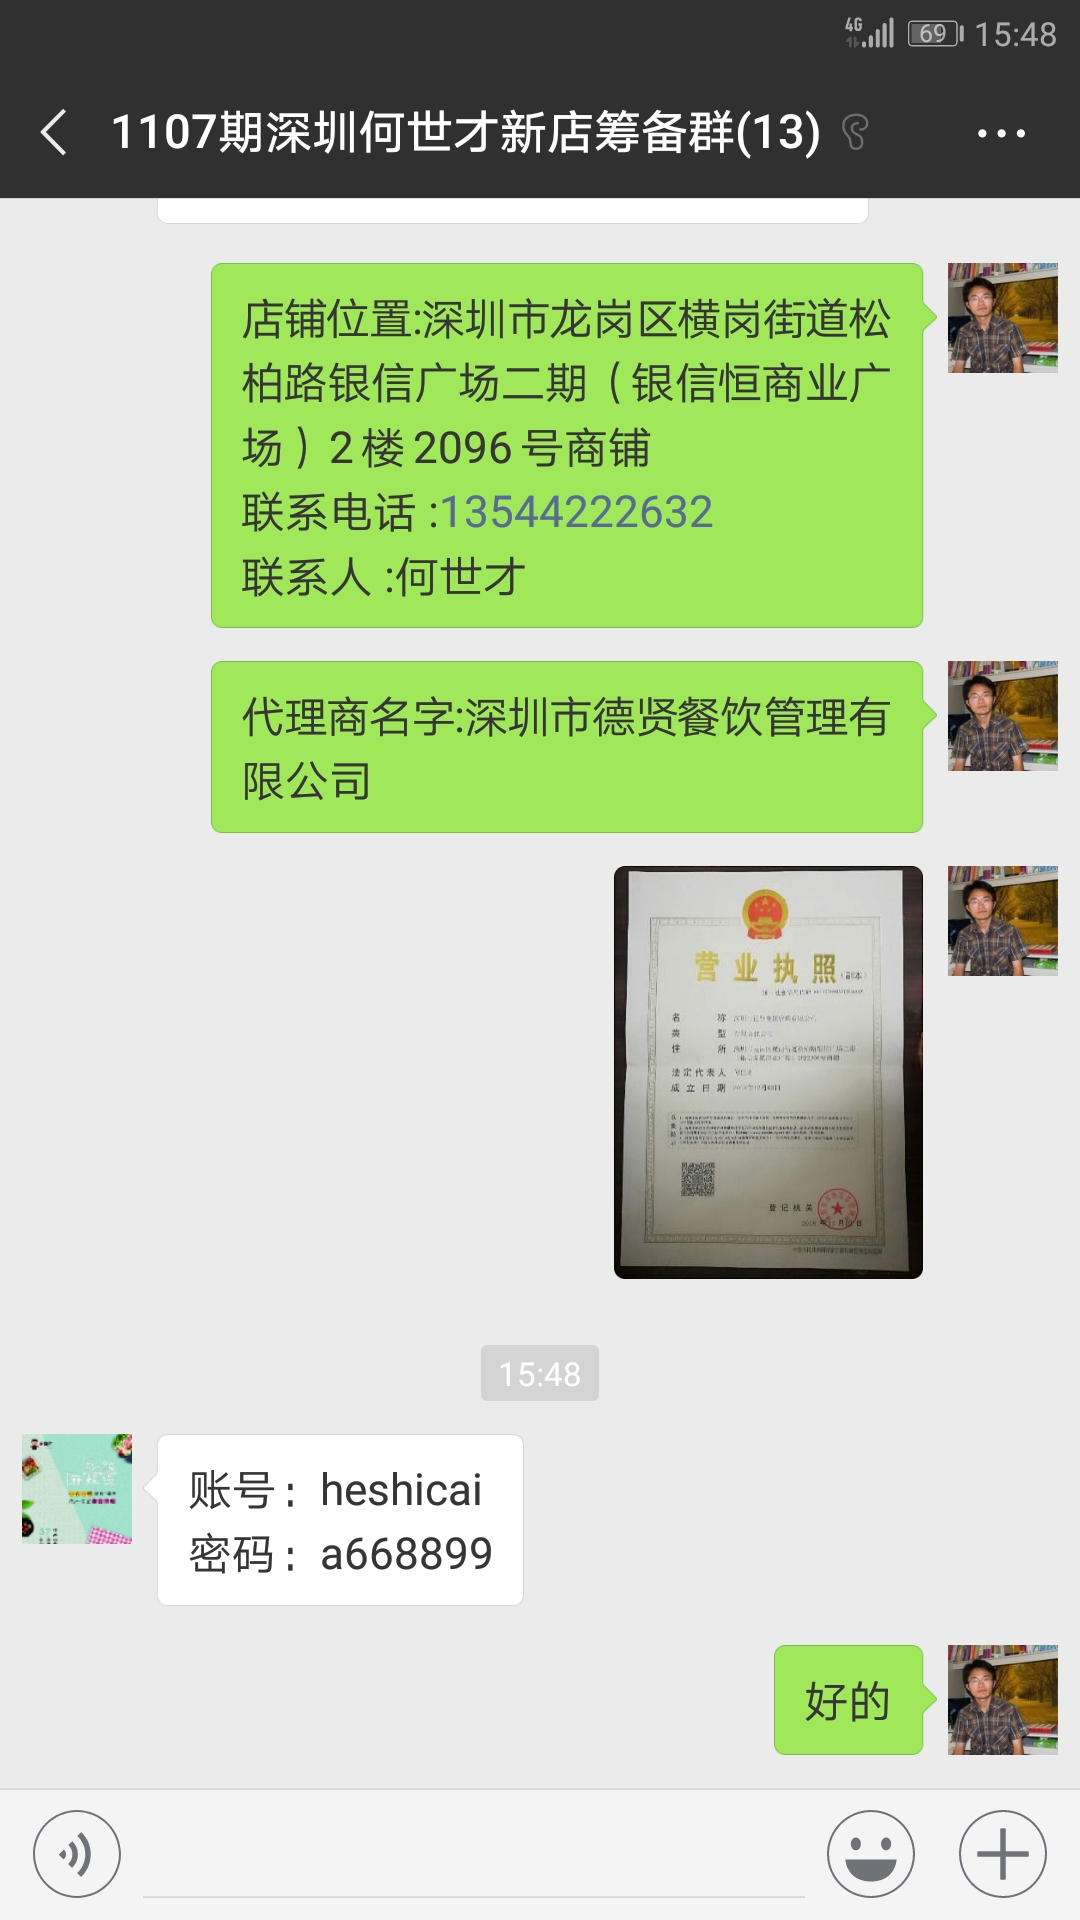 4G 69 15:48
1107期深圳何世才新店筹备群(13)
店铺位置:深圳市龙岗区横岗街道松
柏路银信广场二期（银信恒商业广
场）2楼2096号商铺
联系电话:13544222632
联系人:何世才
代理商名字:深圳市德贤餐饮管理有
限公司
营业执照
(副本)
名 称
类 型
住 所
法定代表人
成立日期
登记机关
15:48
账号：heshicai
密码：a668899
好的